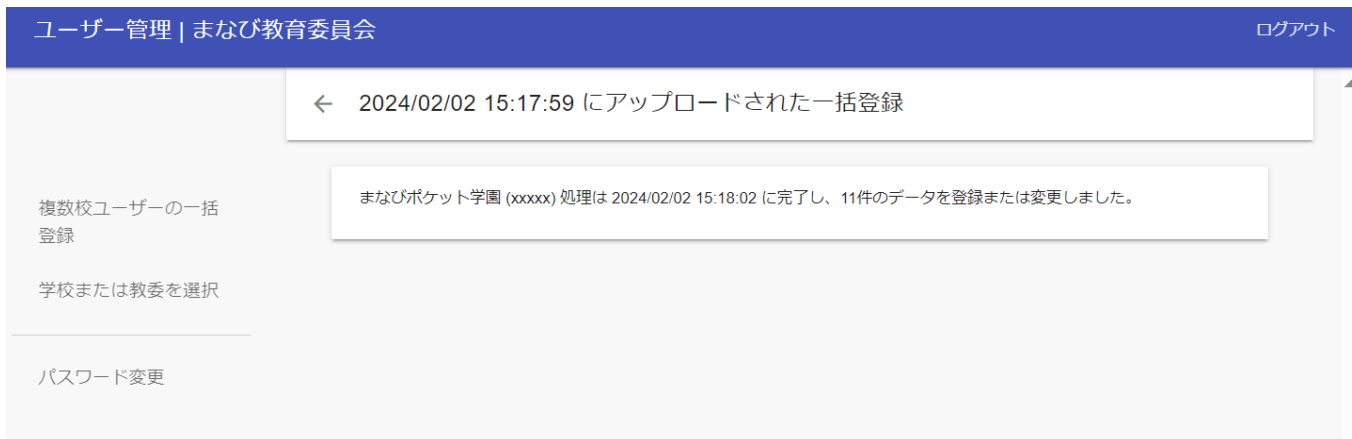 ユーザー管理 | まなび教育委員会
ログアウト
← 2024/02/02 15:17:59 にアップロードされた一括登録
複数校ユーザーの一括
登録
学校または教委を選択
パスワード変更
まなびポケット学園 (xxxxx) 処理は 2024/02/02 15:18:02 に完了し、11件のデータを登録または変更しました。